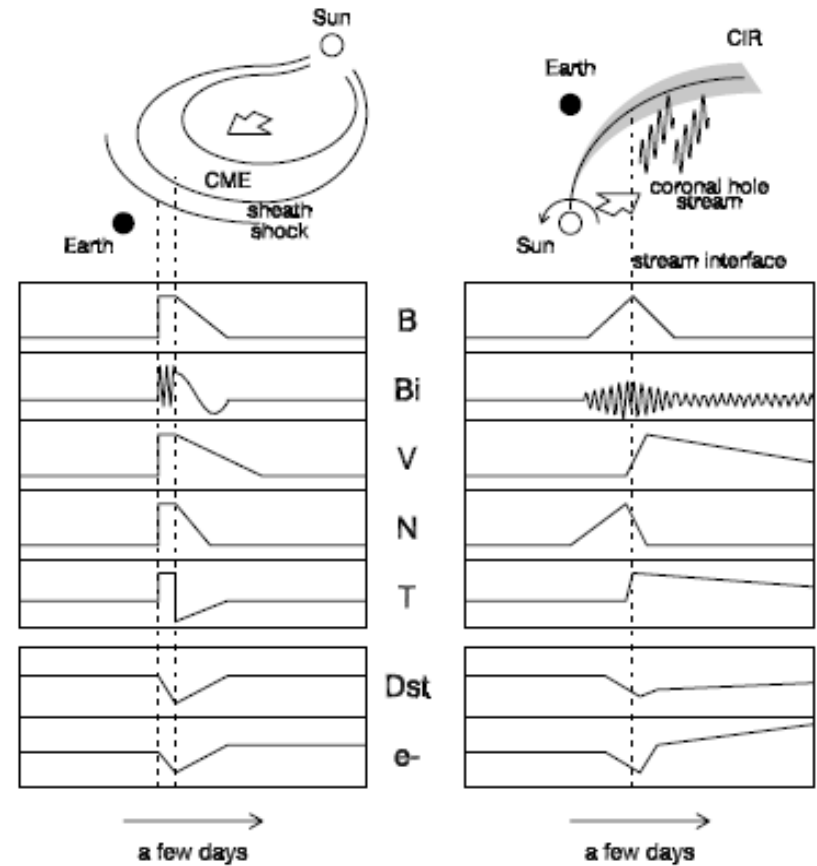 Sun
CME
sheath
shock
Earth
CIR
Earth
coronal hole
stream
Sun
stream interface
B
Bi
V
N
T
Dst
e-
a few days
a few days